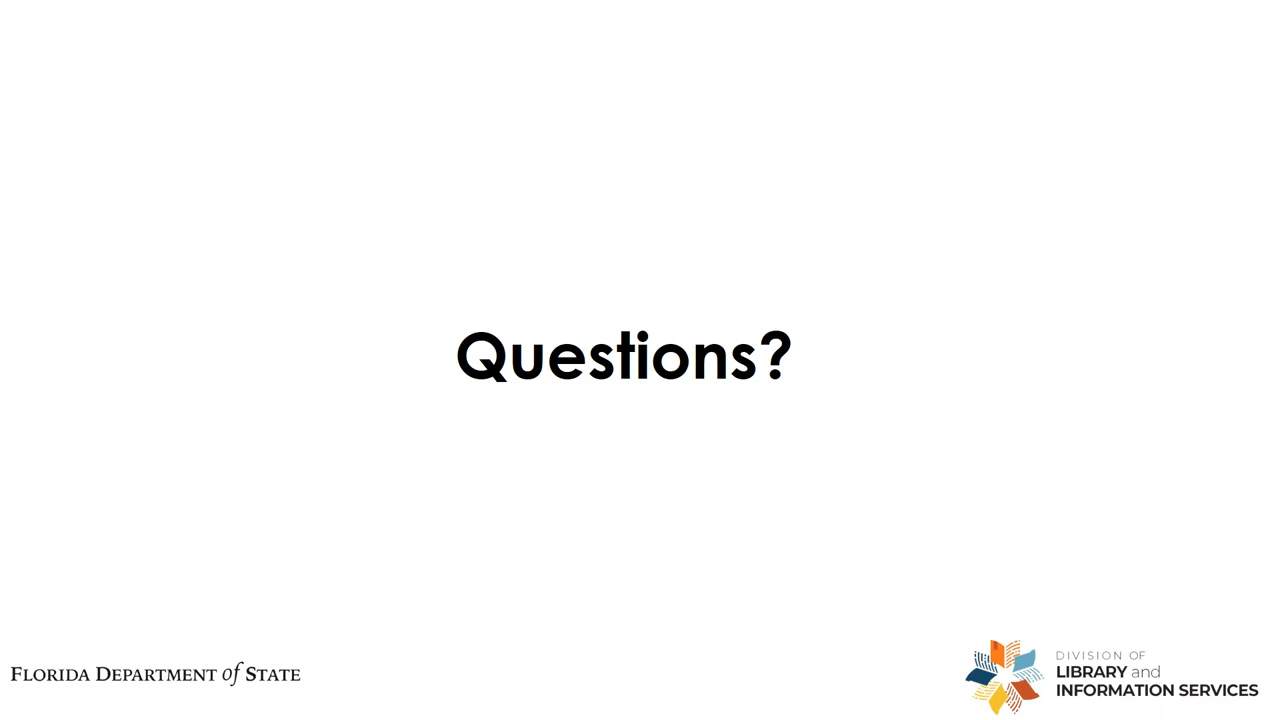 Questions?
FLORIDA DEPARTMENT of STATE
DIVISION OF
LIBRARY and
INFORMATION SERVICES